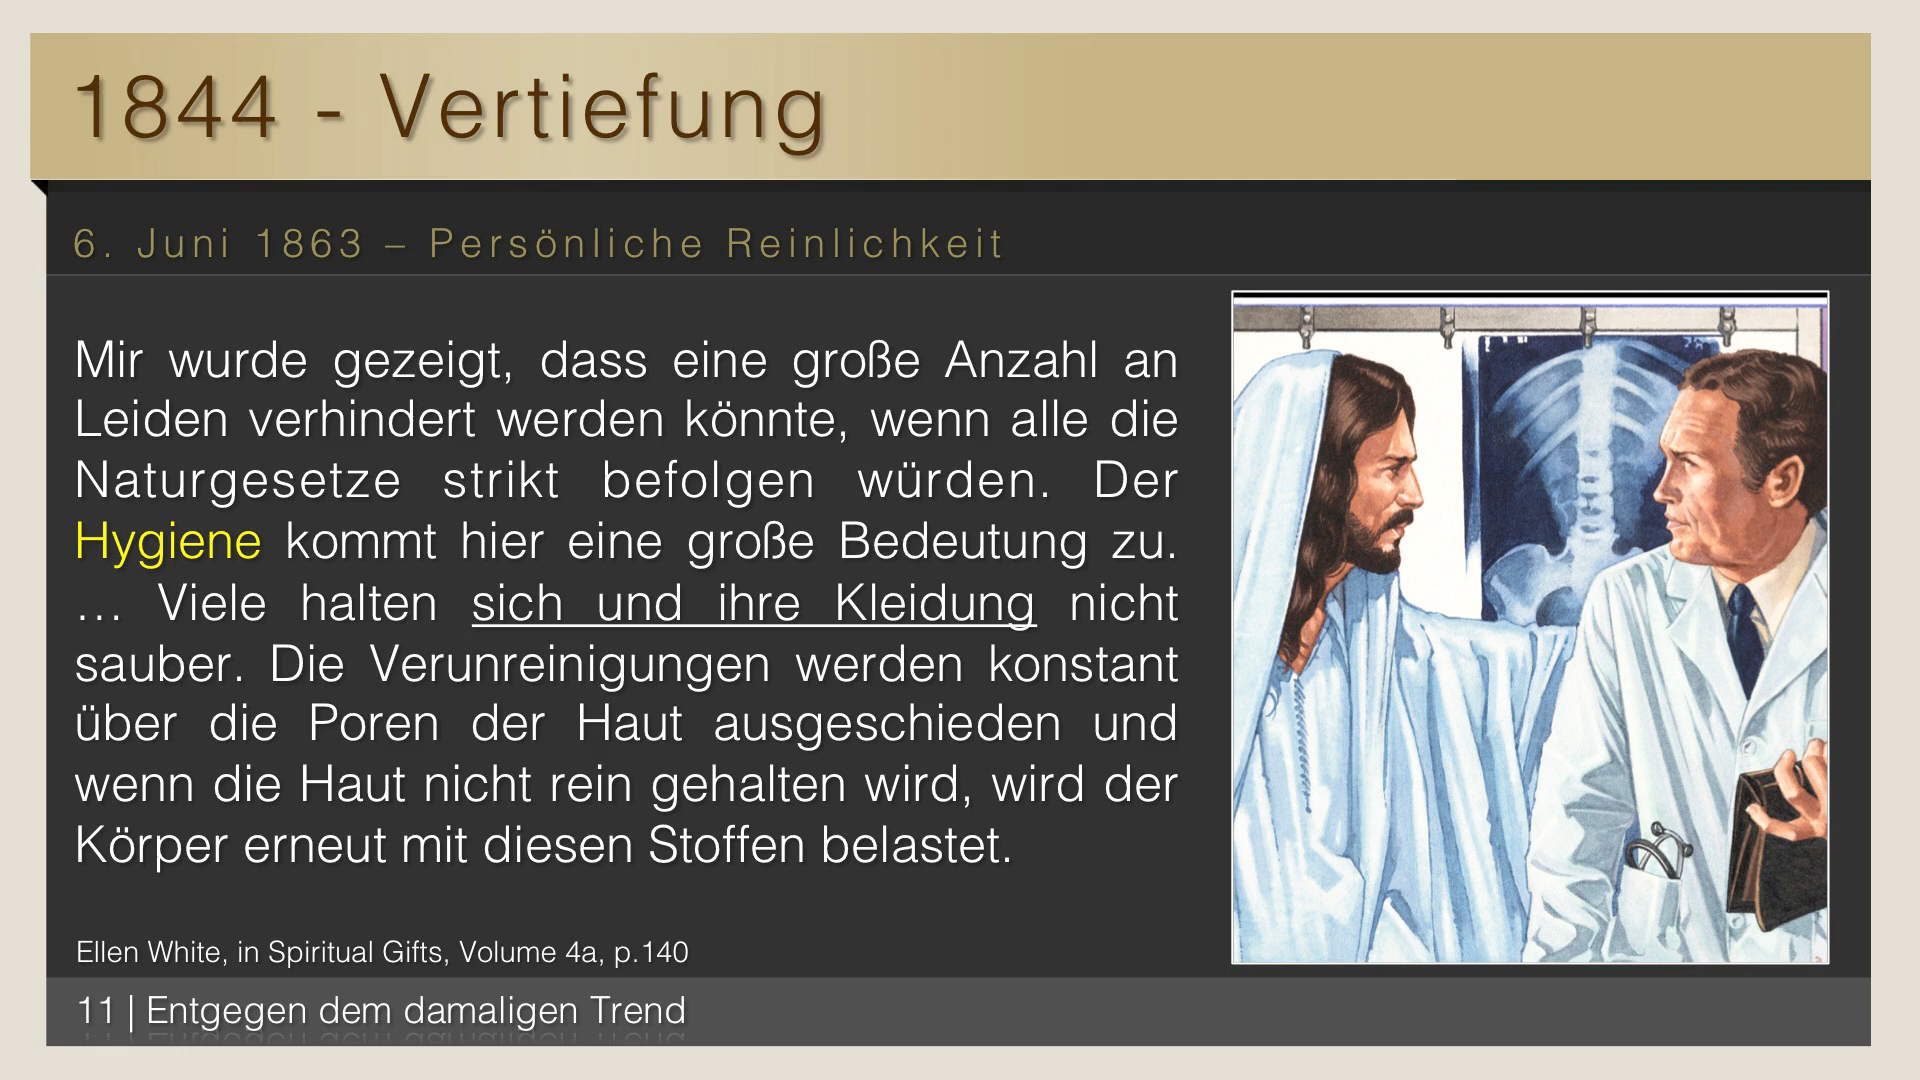 1844 - Vertiefung
6. Juni 1863 – Persönliche Reinlichkeit
Mir wurde gezeigt, dass eine große Anzahl an
Leiden verhindert werden könnte, wenn alle die
Naturgesetze strikt befolgen würden. Der
Hygiene kommt hier eine große Bedeutung zu.
… Viele halten sich und ihre Kleidung nicht
sauber. Die Verunreinigungen werden konstant
über die Poren der Haut ausgeschieden und
wenn die Haut nicht rein gehalten wird, wird der
Körper erneut mit diesen Stoffen belastet.
Ellen White, in Spiritual Gifts, Volume 4a, p.140
11 | Entgegen dem damaligen Trend